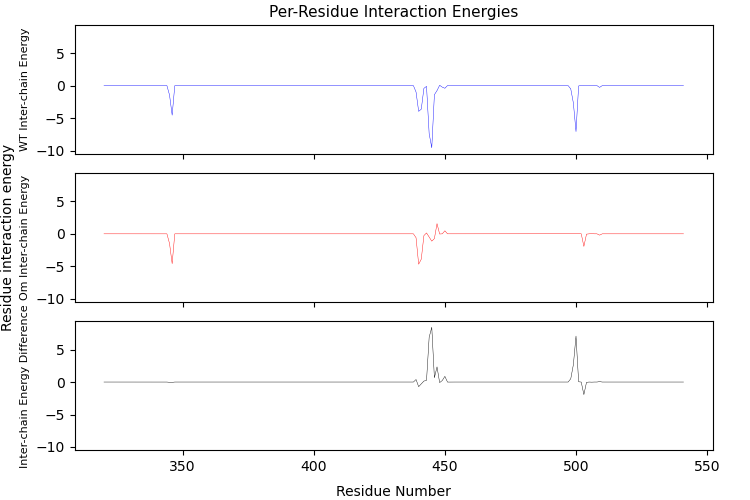 Per-Residue Interaction Energies
WT Inter-chain Energy
5
0
−5
−10
Om Inter-chain Energy
5
0
−5
−10
Residue interaction energy
Inter-chain Energy Difference
5
0
−5
−10
350
400
450
500
550
Residue Number